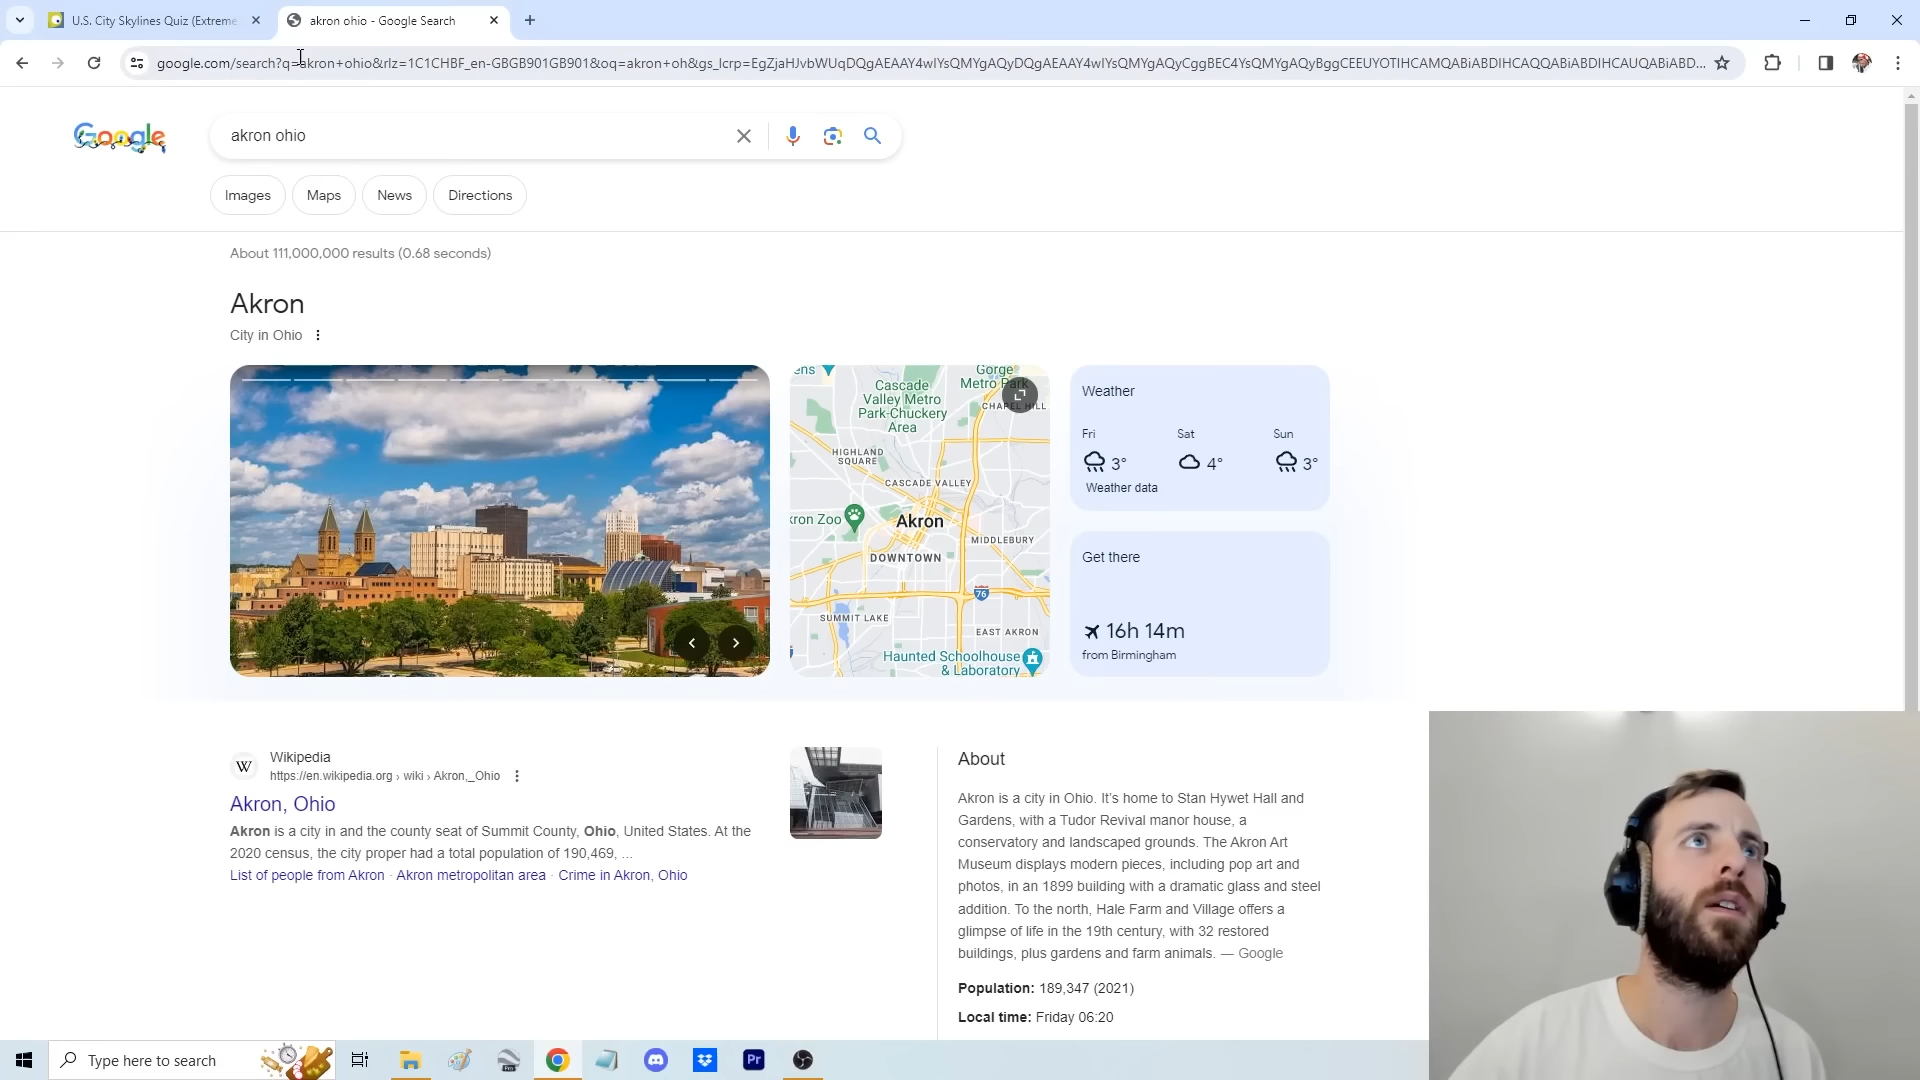 U.S. City Skylines Quiz (Extreme
akron ohio - Google Search
google.com/search?q=akron+ohio&rlz=1C1CHBF_en-GBGB901GB901&oq=akron+oh&gs_lcrp=
Google
akron ohio
Images
Maps
News
Directions
About 111,000,000 results (0.68 seconds)
Akron
City in Ohio
ens
Cascade
Valley Metro
Park-Chuckery
Area
Gorge
Metro Park
CHAPEL HILL
HIGHLAND
SQUARE
CASCADE VALLEY
kron Zoo
Akron
MIDDLEBURY
DOWNTOWN
76
SUMMIT LAKE
EAST AKRON
Haunted Schoolhouse
& Laboratory
Weather
Fri
Sat
Sun
3°
4°
3°
Weather data
Get there
16h 14m
from Birmingham
W
Wikipedia
https://en.wikipedia.org › wiki › Akron,_Ohio
Akron, Ohio
Akron is a city in and the county seat of Summit County, Ohio, United States. At the
2020 census, the city proper had a total population of 190,469, ...
List of people from Akron · Akron metropolitan area · Crime in Akron, Ohio
About
Akron is a city in Ohio. It's home to Stan Hywet Hall and
Gardens, with a Tudor Revival manor house, a
conservatory and landscaped grounds. The Akron Art
Museum displays modern pieces, including pop art and
photos, in an 1899 building with a dramatic glass and steel
addition. To the north, Hale Farm and Village offers a
glimpse of life in the 19th century, with 32 restored
buildings, plus gardens and farm animals. — Google
Population: 189,347 (2021)
Local time: Friday 06:20
Type here to search
Pro
Pr